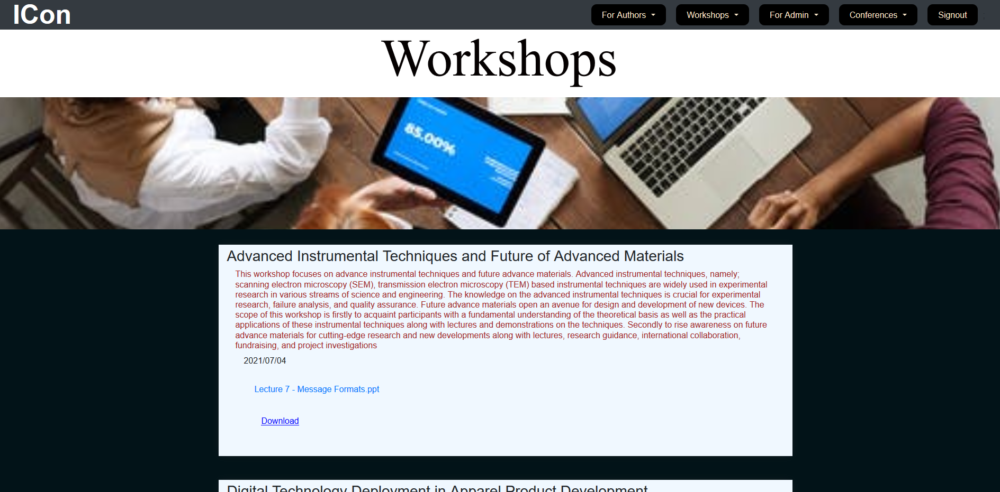 ICon
For Authors
Workshops
For Admin
Conferences
Signout
Workshops
85.00%
Advanced Instrumental Techniques and Future of Advanced Materials
This workshop focuses on advance instrumental techniques and future advance materials. Advanced instrumental techniques, namely;
scanning electron microscopy (SEM), transmission electron microscopy (TEM) based instrumental techniques are widely used in experimental
research in various streams of science and engineering. The knowledge on the advanced instrumental techniques is crucial for experimental
research, failure analysis, and quality assurance. Future advance materials open an avenue for design and development of new devices. The
scope of this workshop is firstly to acquaint participants with a fundamental understanding of the theoretical basis as well as the practical
applications of these instrumental techniques along with lectures and demonstrations on the techniques. Secondly to rise awareness on future
advance materials for cutting-edge research and new developments along with lectures, research guidance, international collaboration,
fundraising, and project investigations
2021/07/04
Lecture 7 - Message Formats.ppt
Download
Digital Technology Deployment in Apparel Product Development